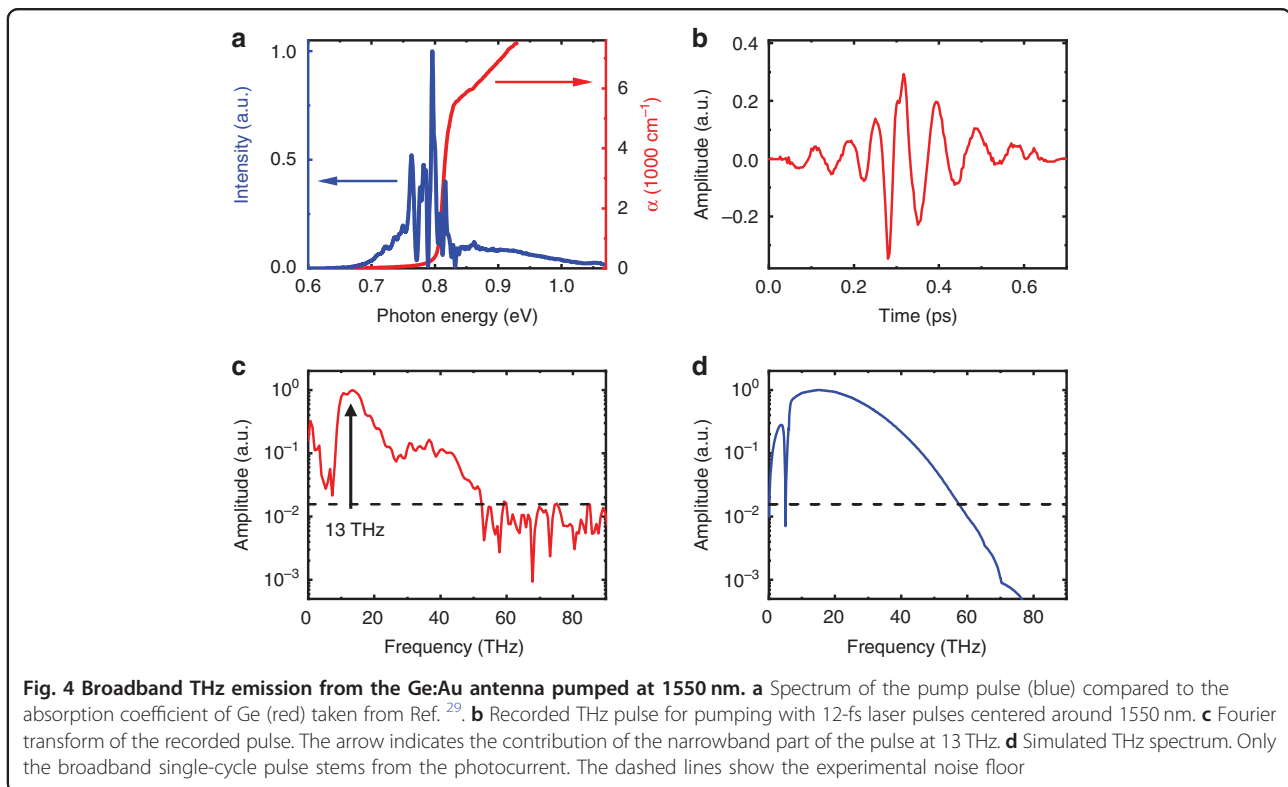 a
1.0
0.5
0.0
Intensity (a.u.)
6
4
2
0
α (1000 cm⁻¹)
0.6 0.7 0.8 0.9 1.0
Photon energy (eV)
b
0.4
0.2
0.0
−0.2
Amplitude (a.u.)
0.0 0.2 0.4 0.6
Time (ps)
c
10⁰
10⁻¹
10⁻²
10⁻³
Amplitude (a.u.)
13 THz
0 20 40 60 80
Frequency (THz)
d
10⁰
10⁻¹
10⁻²
10⁻³
Amplitude (a.u.)
0 20 40 60 80
Frequency (THz)
Fig. 4 Broadband THz emission from the Ge:Au antenna pumped at 1550 nm. a Spectrum of the pump pulse (blue) compared to the
absorption coefficient of Ge (red) taken from Ref. ²⁹. b Recorded THz pulse for pumping with 12-fs laser pulses centered around 1550 nm. c Fourier
transform of the recorded pulse. The arrow indicates the contribution of the narrowband part of the pulse at 13 THz. d Simulated THz spectrum. Only
the broadband single-cycle pulse stems from the photocurrent. The dashed lines show the experimental noise floor